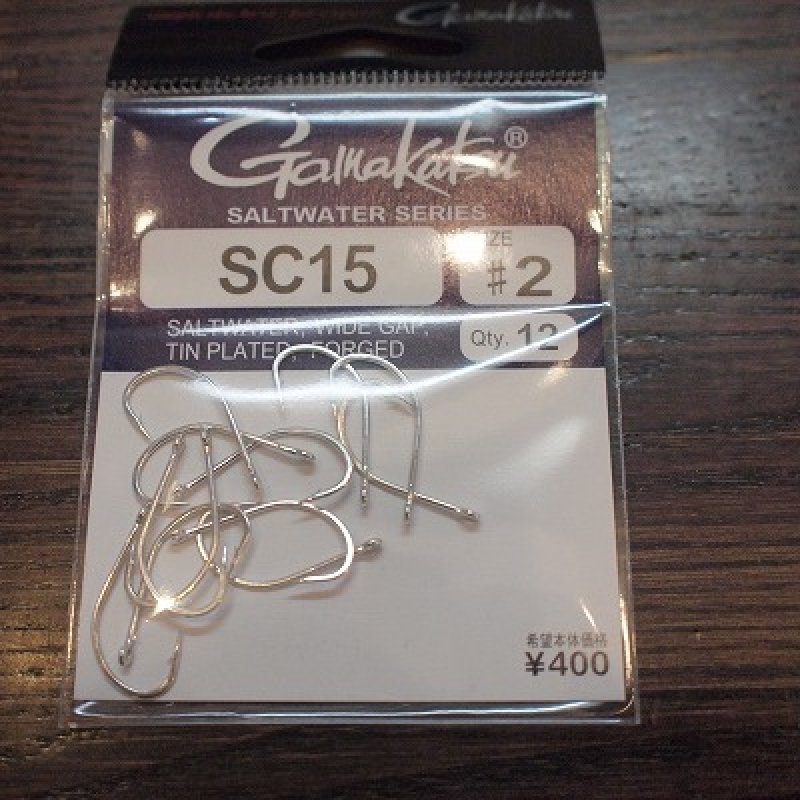 Gamakatsu
Gamakatsu®
SALTWATER SERIES
SC15
SIZE
#2
SALTWATER, WIDE GAP,
TIN PLATED, FORGED
Qty. 12
希望本体価格
¥400